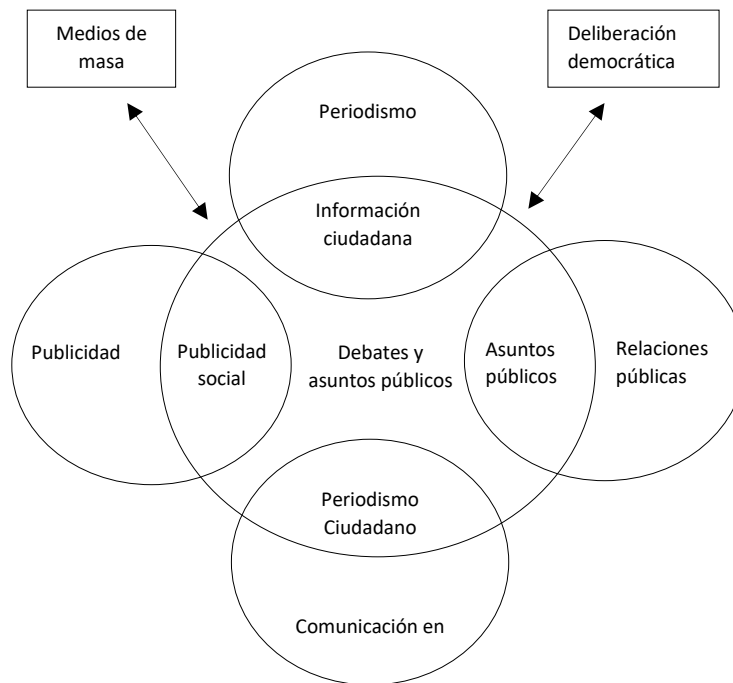 Medios de
masa
Deliberación
democrática
Periodismo
Información
ciudadana
Publicidad
Publicidad
social
Debates y
asuntos públicos
Asuntos
públicos
Relaciones
públicas
Periodismo
Ciudadano
Comunicación en